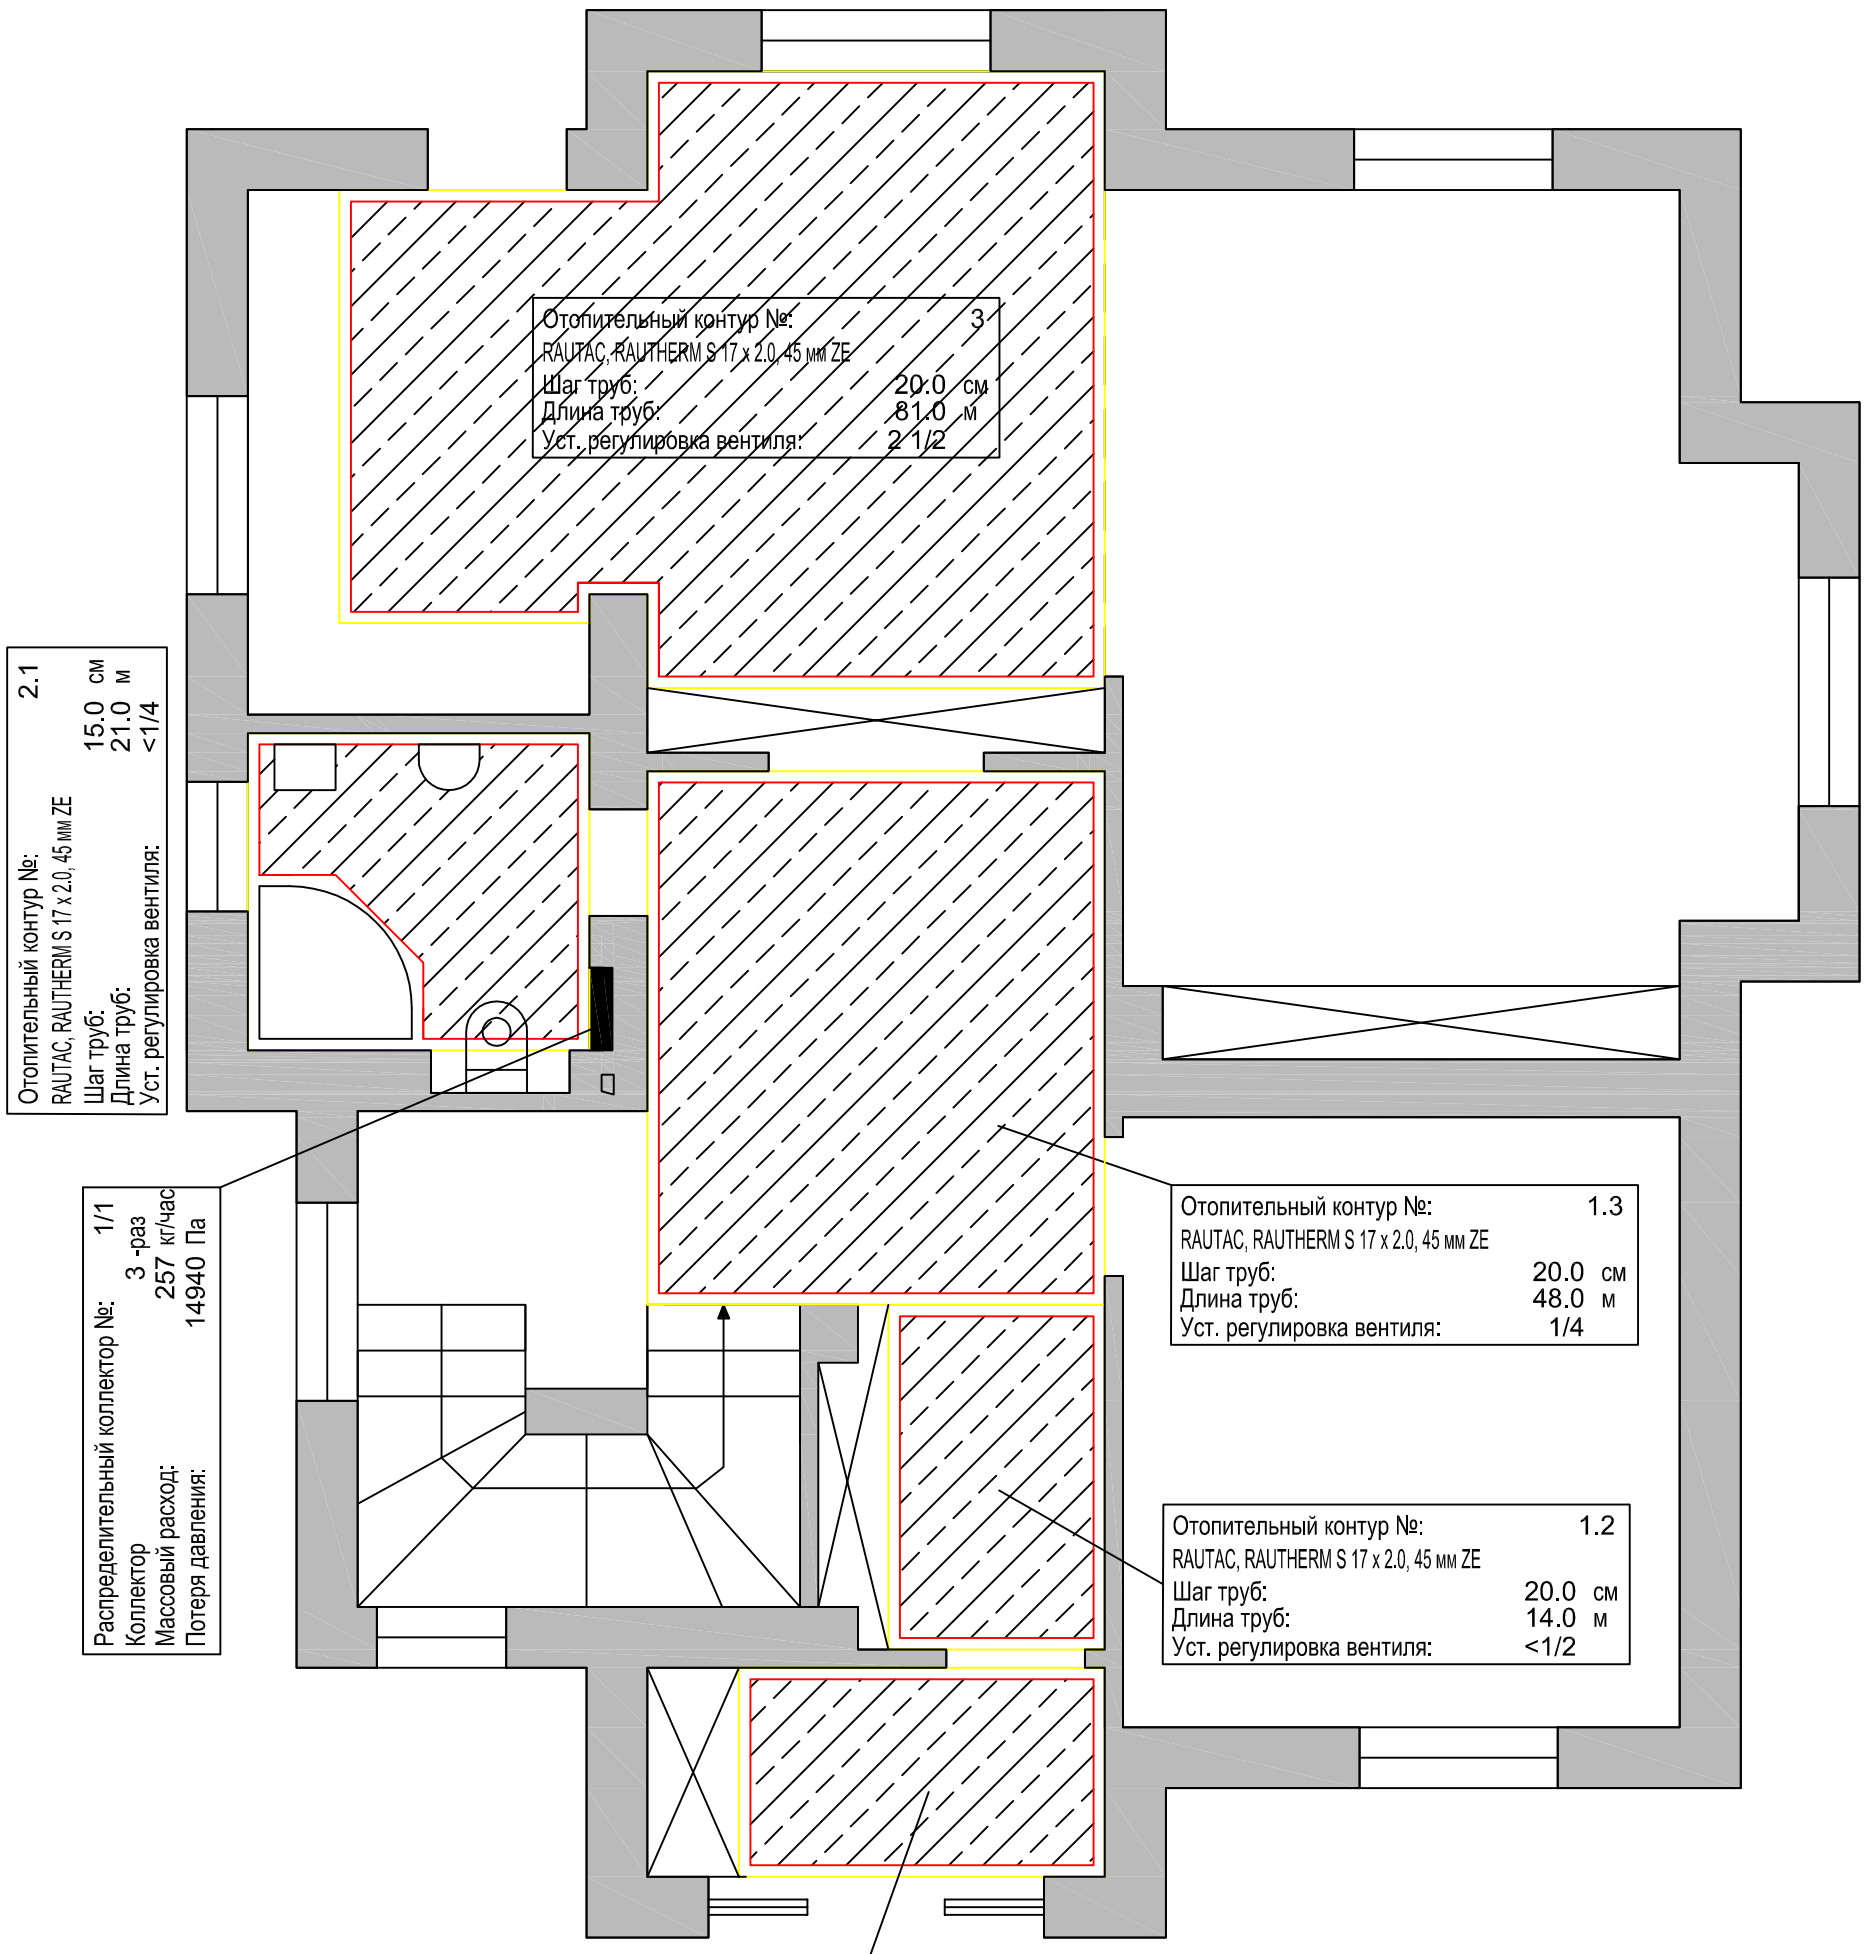 Отопительный контур №: 3
RAUTAC, RAUTHERM S 17 x 2.0, 45 мм ZE
Шаг труб: 20.0 см
Длина труб: 81.0 м
Уст. регулировка вентиля: 2 1/2
Отопительный контур №: 2.1
RAUTAC, RAUTHERM S 17 x 2.0, 45 мм ZE
Шаг труб: 15.0 см
Длина труб: 21.0 м
Уст. регулировка вентиля: <1/4
Распределительный коллектор №: 1/1
Коллектор 3 -раз
Массовый расход: 257 кг/час
Потеря давления: 14940 Па
Отопительный контур №: 1.3
RAUTAC, RAUTHERM S 17 x 2.0, 45 мм ZE
Шаг труб: 20.0 см
Длина труб: 48.0 м
Уст. регулировка вентиля: 1/4
Отопительный контур №: 1.2
RAUTAC, RAUTHERM S 17 x 2.0, 45 мм ZE
Шаг труб: 20.0 см
Длина труб: 14.0 м
Уст. регулировка вентиля: <1/2